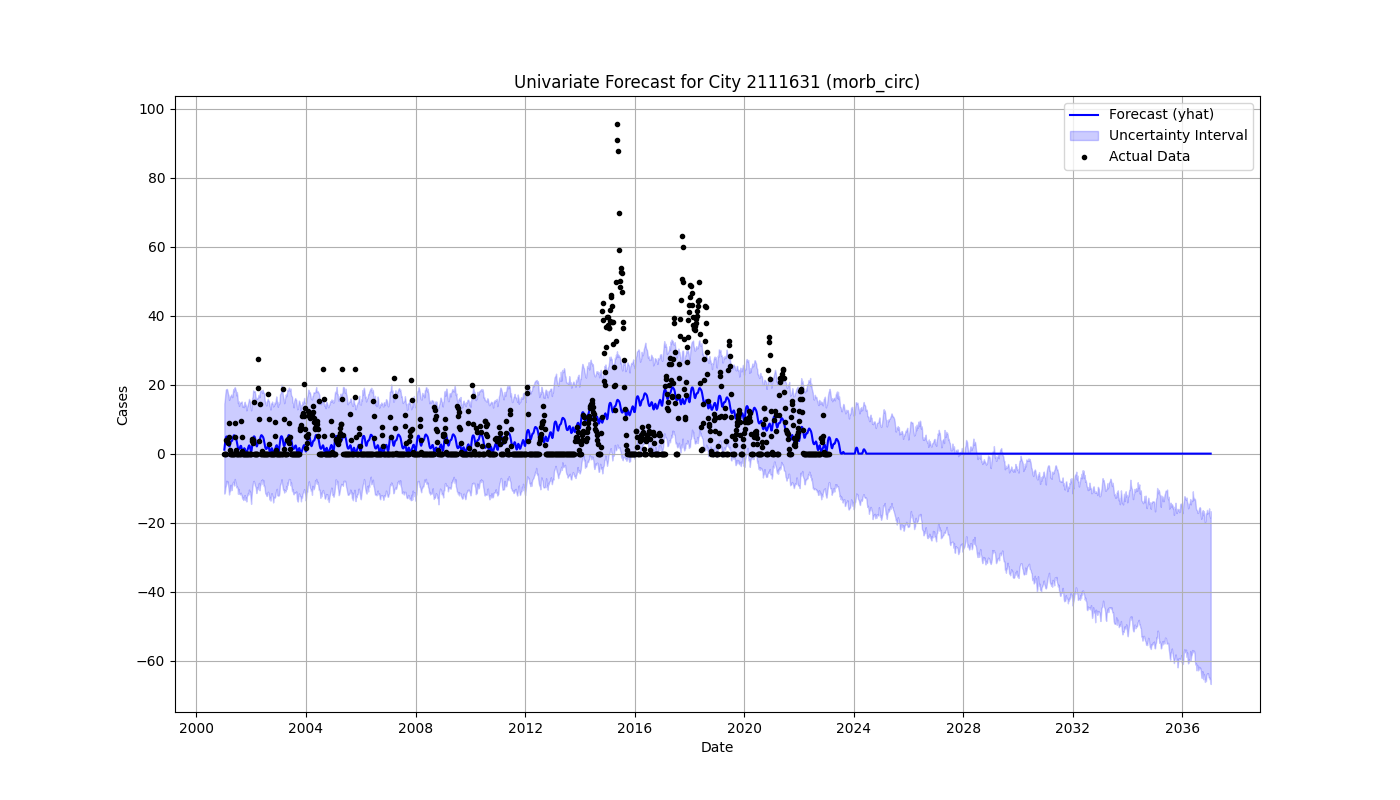 Univariate Forecast for City 2111631 (morb_circ)
Forecast (yhat)
Uncertainty Interval
Actual Data
Cases
100
80
60
40
20
0
−20
−40
−60
2000 2004 2008 2012 2016 2020 2024 2028 2032 2036
Date